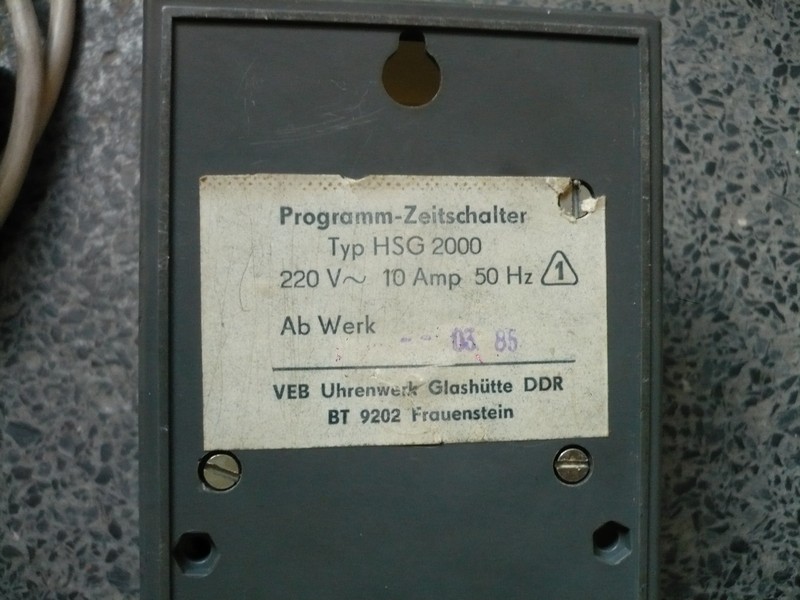 Programm-Zeitschalter
Typ HSG 2000
220 V~ 10 Amp 50 Hz 1
Ab Werk -- 03 85
VEB Uhrenwerk Glashütte DDR
BT 9202 Frauenstein